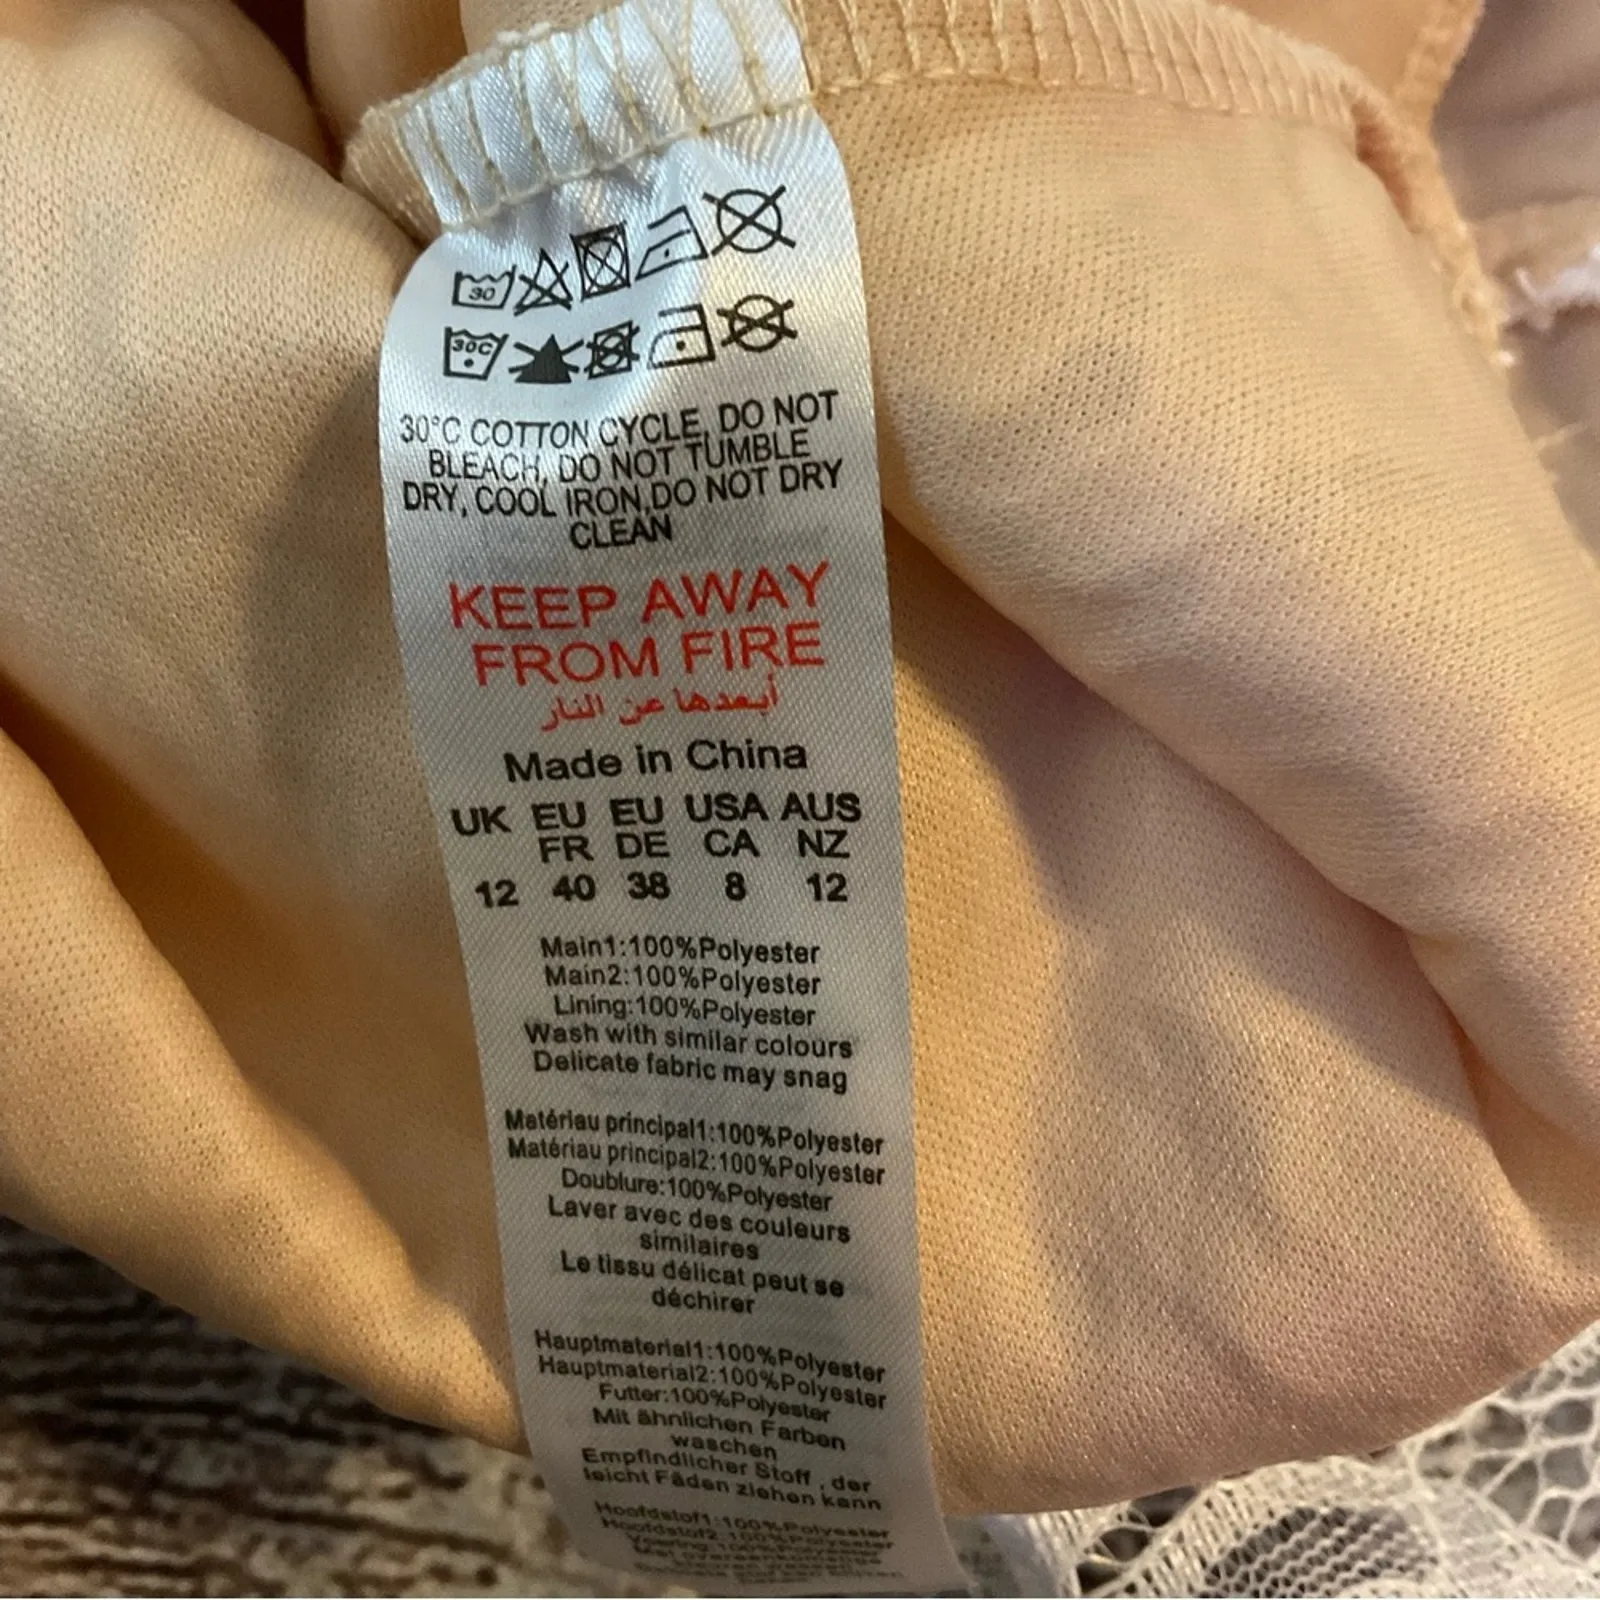 30
30C
30°C COTTON CYCLE, DO NOT
BLEACH, DO NOT TUMBLE
DRY, COOL IRON,DO NOT DRY
CLEAN
KEEP AWAY
FROM FIRE
أبعدها عن النار
Made in China
UK EU EU USA AUS
FR DE CA NZ
12 40 38 8 12
Main1:100%Polyester
Main2:100%Polyester
Lining:100%Polyester
Wash with similar colours
Delicate fabric may snag
Matériau principal1:100%Polyester
Matériau principal2:100%Polyester
Doublure:100%Polyester
Laver avec des couleurs
similaires
Le tissu délicat peut se
déchirer
Hauptmaterial1:100%Polyester
Hauptmaterial2:100%Polyester
Futter:100%Polyester
Mit ähnlichen Farben
waschen
Empfindlicher Stoff , der
leicht Fäden ziehen kann
Hoofdstof1:100%Polyester
Hoofdstof2:100%Polyester
Voering:100%Polyester